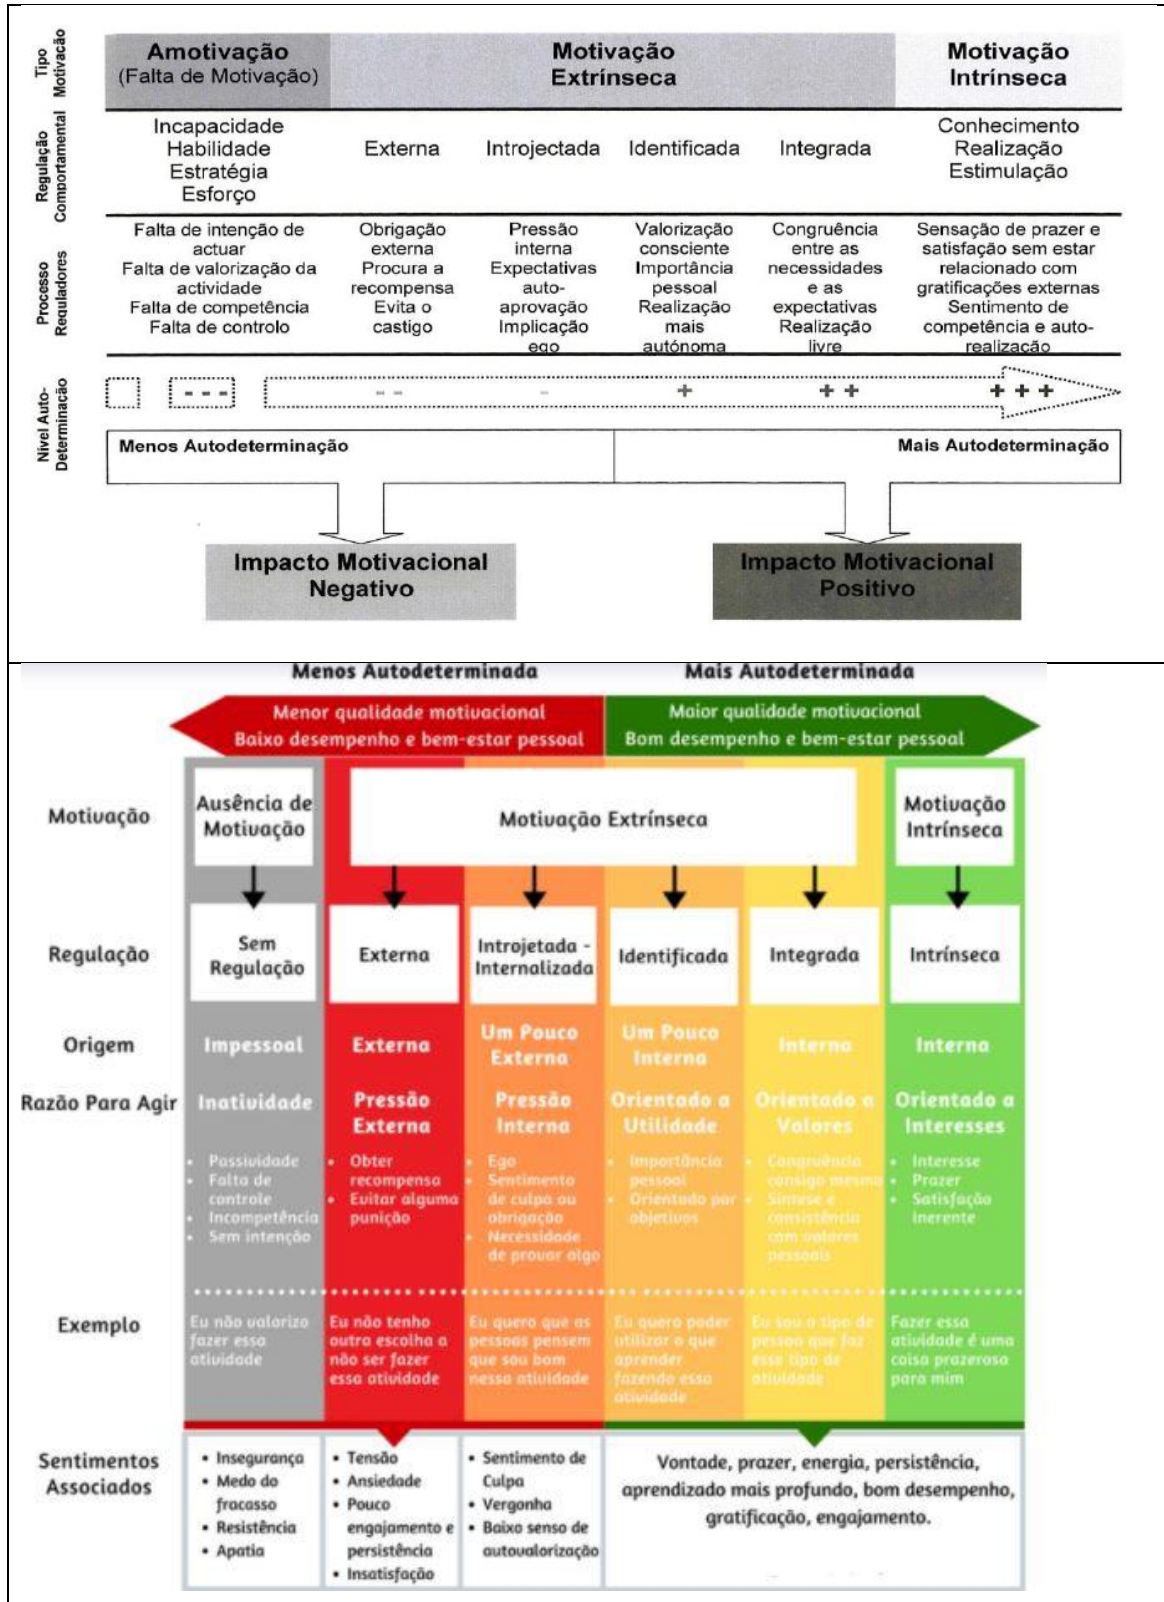 Tipo
Motivação
Amotivação
(Falta de Motivação)
Motivação
Extrínseca
Motivação
Intrínseca
Regulação
Comportamental
Incapacidade
Habilidade
Estratégia
Esforço
Externa
Introjectada
Identificada
Integrada
Conhecimento
Realização
Estimulação
Processo
Reguladores
Falta de intenção de
actuar
Falta de valorização da
actividade
Falta de competência
Falta de controlo
Obrigação
externa
Procura a
recompensa
Evita o
castigo
Pressão
interna
Expectativas
auto-
aprovação
Implicação
ego
Valorização
consciente
Importância
pessoal
Realização
mais
autónoma
Congruência
entre as
necessidades
e as
expectativas
Realização
livre
Sensação de prazer e
satisfação sem estar
relacionado com
gratificações externas
Sentimento de
competência e auto-
realização
Nivel Auto-
Determinação
- - -
- -
-
+
+ +
+ + +
Menos Autodeterminação
Mais Autodeterminação
Impacto Motivacional
Negativo
Impacto Motivacional
Positivo
Menos Autodeterminada
Mais Autodeterminada
Menor qualidade motivacional
Baixo desempenho e bem-estar pessoal
Maior qualidade motivacional
Bom desempenho e bem-estar pessoal
Motivação
Ausência de
Motivação
Motivação Extrínseca
Motivação
Intrínseca
Regulação
Sem
Regulação
Externa
Introjetada -
Internalizada
Identificada
Integrada
Intrínseca
Origem
Impessoal
Externa
Um Pouco
Externa
Um Pouco
Interna
Interna
Interna
Razão Para Agir
Inatividade
Pressão
Externa
Pressão
Interna
Orientado a
Utilidade
Orientado a
Valores
Orientado a
Interesses
• Passividade
• Falta de
controle
• Incompetência
• Sem intenção
• Obter
recompensa
• Evitar alguma
punição
• Ego
• Sentimento
de culpa ou
obrigação
• Necessidade
de provar algo
• Importância
pessoal
• Orientado por
objetivos
• Congruência
consigo mesmo
• Síntese e
consistência
com valores
pessoais
• Interesse
• Prazer
• Satisfação
inerente
Exemplo
Eu não valorizo
fazer essa
atividade
Eu não tenho
outra escolha a
não ser fazer
essa atividade
Eu quero que as
pessoas pensem
que sou bom
nessa atividade
Eu quero poder
utilizar o que
aprender
fazendo essa
atividade
Eu sou o tipo de
pessoa que faz
esse tipo de
atividade
Fazer essa
atividade é uma
coisa prazerosa
para mim
Sentimentos
Associados
• Insegurança
• Medo do
fracasso
• Resistência
• Apatia
• Tensão
• Ansiedade
• Pouco
engajamento e
persistência
• Insatisfação
• Sentimento de
Culpa
• Vergonha
• Baixo senso de
autovalorização
Vontade, prazer, energia, persistência,
aprendizado mais profundo, bom desempenho,
gratificação, engajamento.